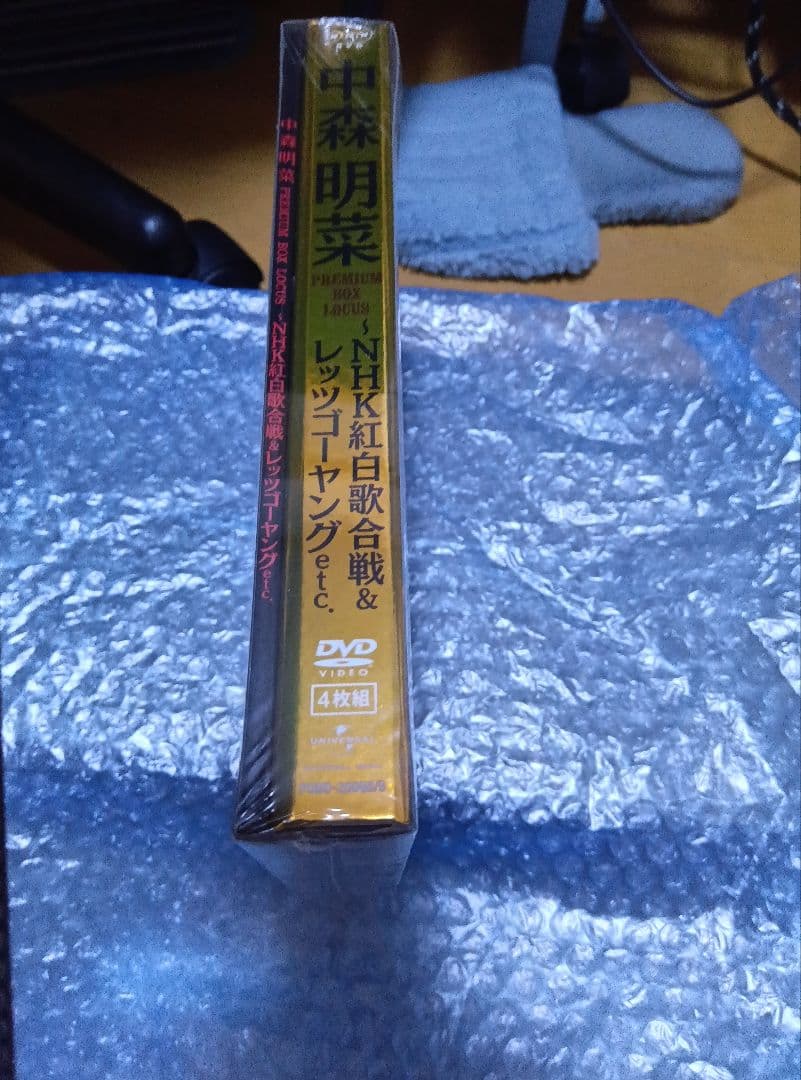 中森明菜 PREMIUM BOX LOCUS ~NHK紅白歌合戦&レッツゴーヤングetc.
中森明菜
PREMIUM
BOX
LOCUS
~NHK紅白歌合戦&
レッツゴーヤングetc.
DVD
VIDEO
4枚組
UNIVERSAL